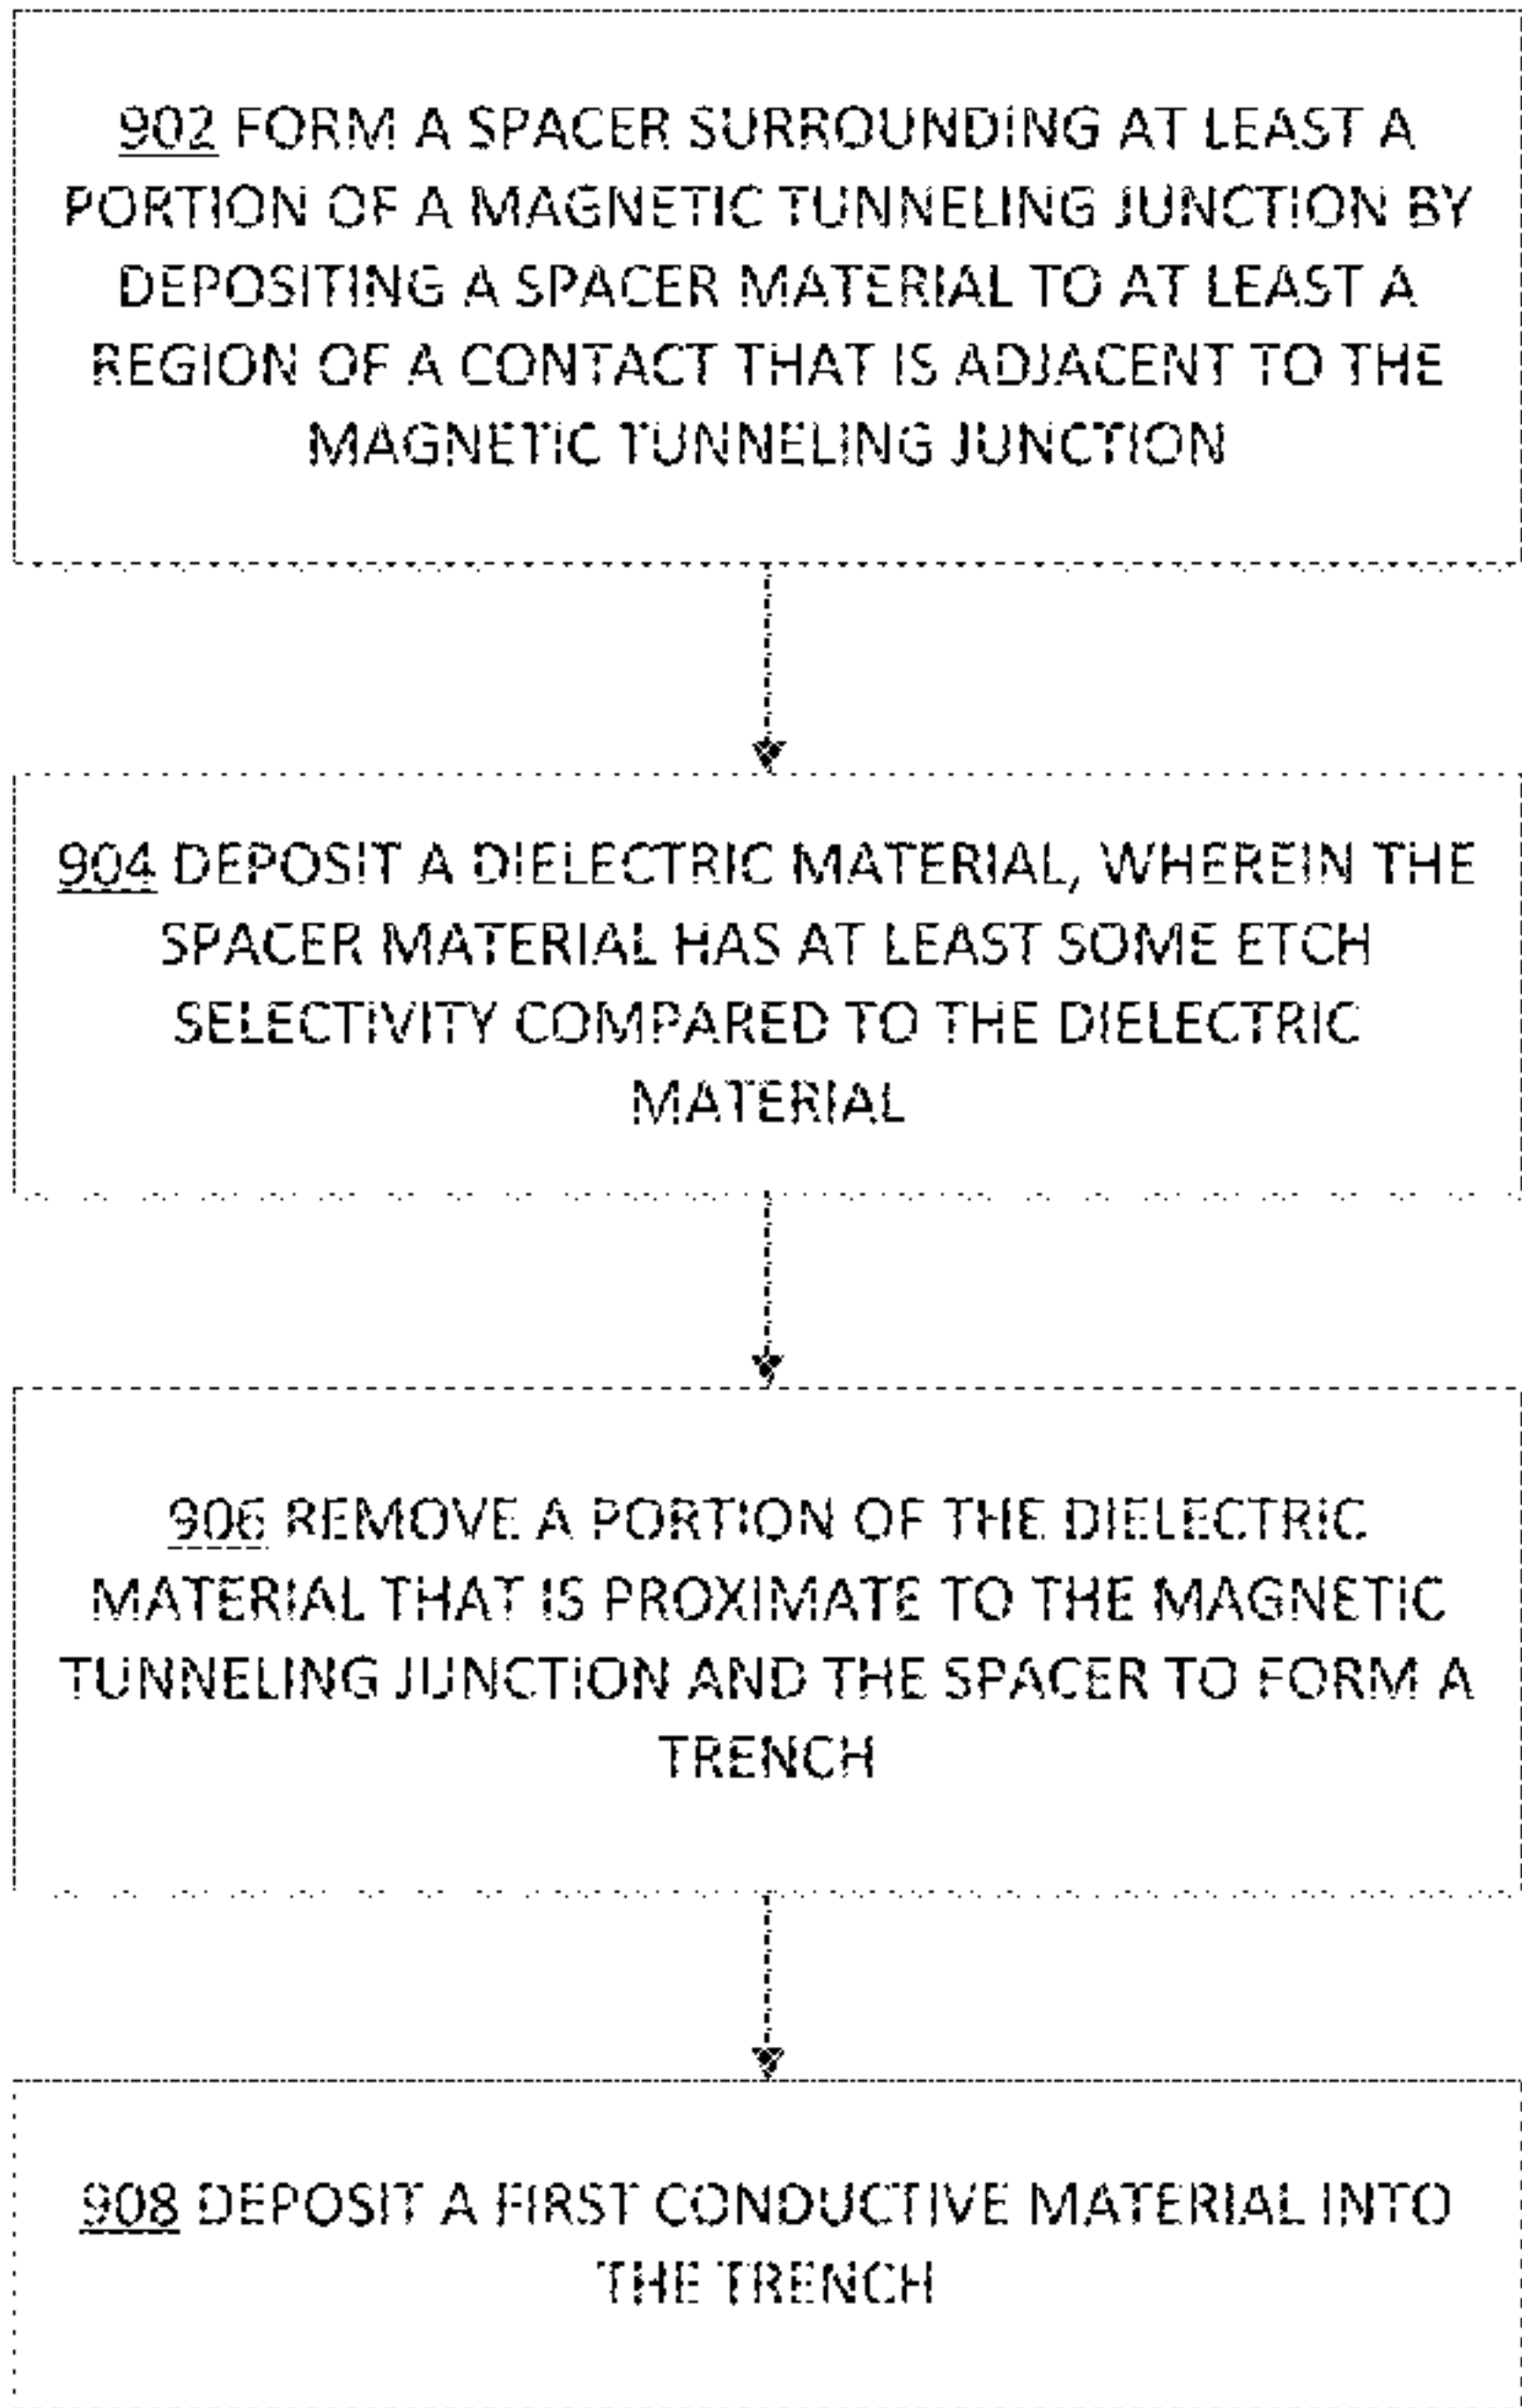 902 FORM A SPACER SURROUNDING AT LEAST A
PORTION OF A MAGNETIC TUNNELING JUNCTION BY
DEPOSITING A SPACER MATERIAL TO AT LEAST A
REGION OF A CONTACT THAT IS ADJACENT TO THE
MAGNETIC TUNNELING JUNCTION
904 DEPOSIT A DIELECTRIC MATERIAL, WHEREIN THE
SPACER MATERIAL HAS AT LEAST SOME ETCH
SELECTIVITY COMPARED TO THE DIELECTRIC
MATERIAL
906 REMOVE A PORTION OF THE DIELECTRIC
MATERIAL THAT IS PROXIMATE TO THE MAGNETIC
TUNNELING JUNCTION AND THE SPACER TO FORM A
TRENCH
908 DEPOSIT A FIRST CONDUCTIVE MATERIAL INTO
THE TRENCH